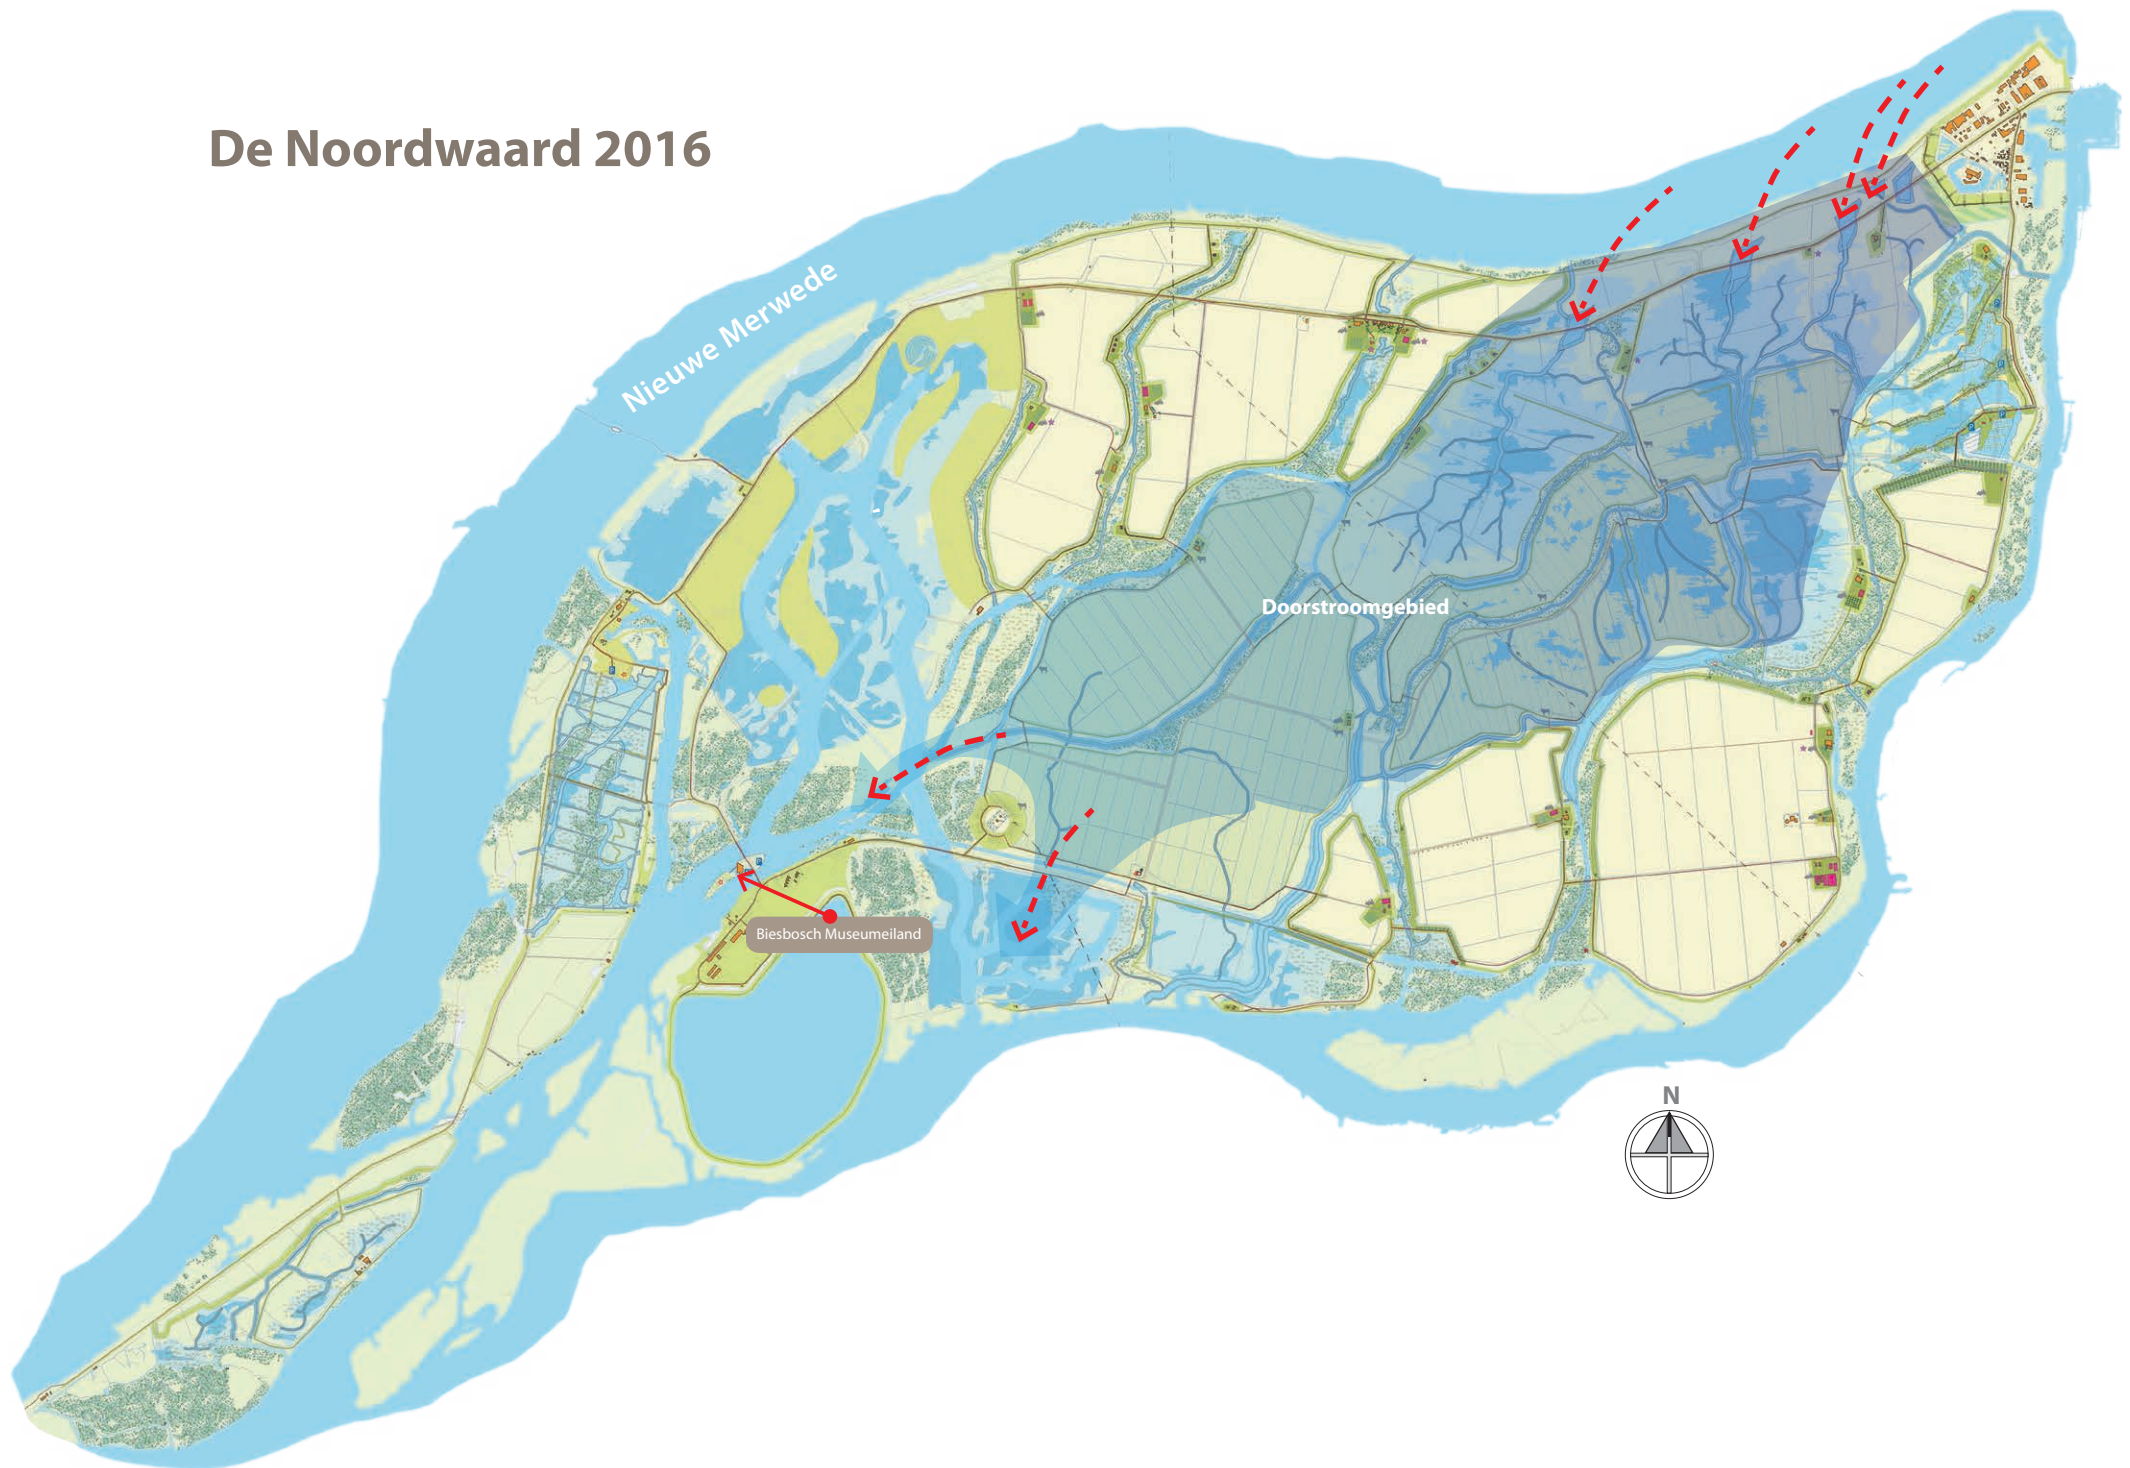 De Noordwaard 2016
Nieuwe Merwede
Doorstroomgebied
Biesbosch Museumeiland
N